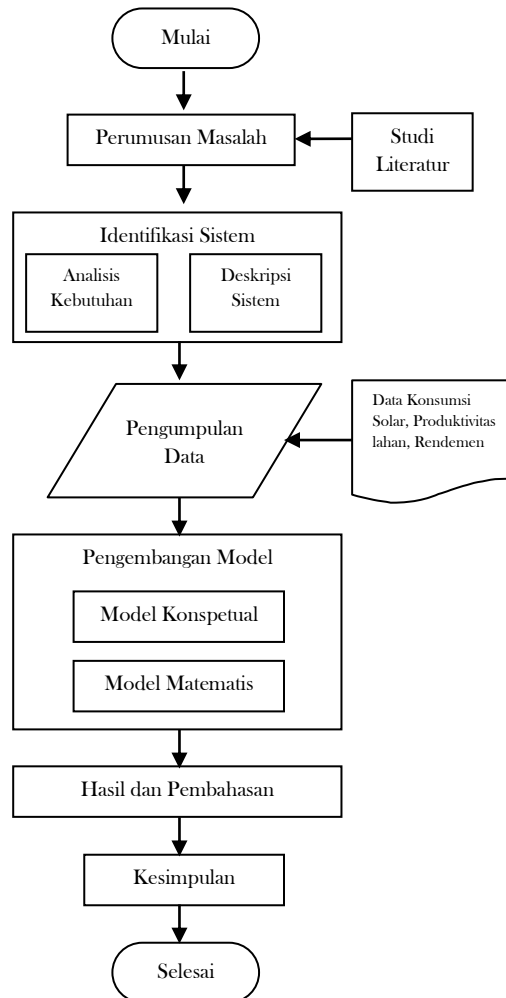 Mulai
Perumusan Masalah
Studi
Literatur
Identifikasi Sistem
Analisis
Kebutuhan
Deskripsi
Sistem
Pengumpulan
Data
Data Konsumsi
Solar, Produktivitas
lahan, Rendemen
Pengembangan Model
Model Konspetual
Model Matematis
Hasil dan Pembahasan
Kesimpulan
Selesai